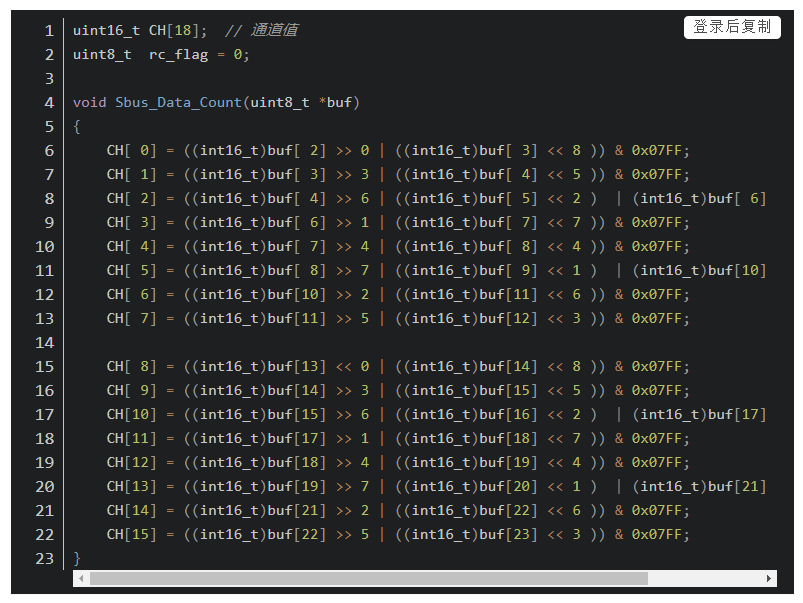 登录后复制
1 uint16_t CH[18];  // 通道值
2 uint8_t  rc_flag = 0;
3
4 void Sbus_Data_Count(uint8_t *buf)
5 {
6     CH[ 0] = ((int16_t)buf[ 2] >> 0 | ((int16_t)buf[ 3] << 8 )) & 0x07FF;
7     CH[ 1] = ((int16_t)buf[ 3] >> 3 | ((int16_t)buf[ 4] << 5 )) & 0x07FF;
8     CH[ 2] = ((int16_t)buf[ 4] >> 6 | ((int16_t)buf[ 5] << 2 )  | (int16_t)buf[ 6]
9     CH[ 3] = ((int16_t)buf[ 6] >> 1 | ((int16_t)buf[ 7] << 7 )) & 0x07FF;
10     CH[ 4] = ((int16_t)buf[ 7] >> 4 | ((int16_t)buf[ 8] << 4 )) & 0x07FF;
11     CH[ 5] = ((int16_t)buf[ 8] >> 7 | ((int16_t)buf[ 9] << 1 )  | (int16_t)buf[10]
12     CH[ 6] = ((int16_t)buf[10] >> 2 | ((int16_t)buf[11] << 6 )) & 0x07FF;
13     CH[ 7] = ((int16_t)buf[11] >> 5 | ((int16_t)buf[12] << 3 )) & 0x07FF;
14
15     CH[ 8] = ((int16_t)buf[13] << 0 | ((int16_t)buf[14] << 8 )) & 0x07FF;
16     CH[ 9] = ((int16_t)buf[14] >> 3 | ((int16_t)buf[15] << 5 )) & 0x07FF;
17     CH[10] = ((int16_t)buf[15] >> 6 | ((int16_t)buf[16] << 2 )  | (int16_t)buf[17]
18     CH[11] = ((int16_t)buf[17] >> 1 | ((int16_t)buf[18] << 7 )) & 0x07FF;
19     CH[12] = ((int16_t)buf[18] >> 4 | ((int16_t)buf[19] << 4 )) & 0x07FF;
20     CH[13] = ((int16_t)buf[19] >> 7 | ((int16_t)buf[20] << 1 )  | (int16_t)buf[21]
21     CH[14] = ((int16_t)buf[21] >> 2 | ((int16_t)buf[22] << 6 )) & 0x07FF;
22     CH[15] = ((int16_t)buf[22] >> 5 | ((int16_t)buf[23] << 3 )) & 0x07FF;
23 }